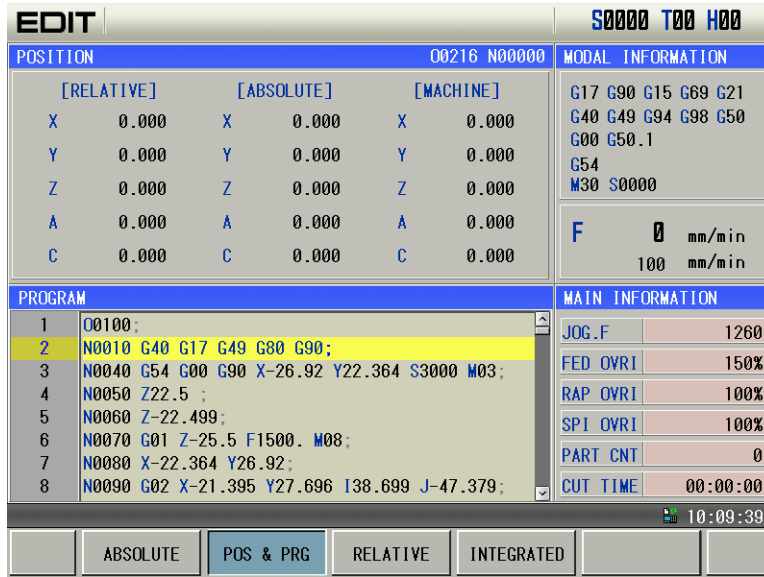 EDIT S0000 T00 H00
POSITION O0216 N00000
[RELATIVE] [ABSOLUTE] [MACHINE]
X 0.000 X 0.000 X 0.000
Y 0.000 Y 0.000 Y 0.000
Z 0.000 Z 0.000 Z 0.000
A 0.000 A 0.000 A 0.000
C 0.000 C 0.000 C 0.000
MODAL INFORMATION
G17 G90 G15 G69 G21
G40 G49 G94 G98 G50
G00 G50.1
G54
M30 S0000
F 0 mm/min
100 mm/min
PROGRAM
1 O0100;
2 N0010 G40 G17 G49 G80 G90;
3 N0040 G54 G00 G90 X-26.92 Y22.364 S3000 M03;
4 N0050 Z22.5 ;
5 N0060 Z-22.499;
6 N0070 G01 Z-25.5 F1500. M08;
7 N0080 X-22.364 Y26.92;
8 N0090 G02 X-21.395 Y27.696 I38.699 J-47.379;
MAIN INFORMATION
JOG.F 1260
FED OVRI 150%
RAP OVRI 100%
SPI OVRI 100%
PART CNT 0
CUT TIME 00:00:00
10:09:39
ABSOLUTE POS & PRG RELATIVE INTEGRATED